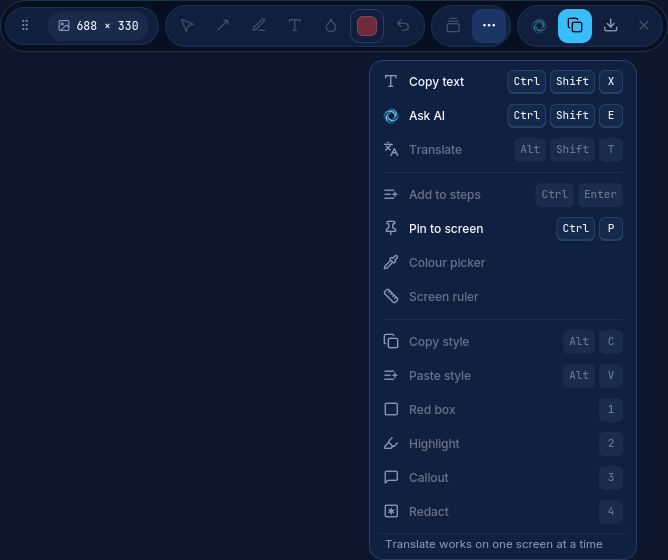 688 × 330
Copy text Ctrl Shift X
Ask AI Ctrl Shift E
Translate Alt Shift T
Add to steps Ctrl Enter
Pin to screen Ctrl P
Colour picker
Screen ruler
Copy style Alt C
Paste style Alt V
Red box 1
Highlight 2
Callout 3
Redact 4
Translate works on one screen at a time